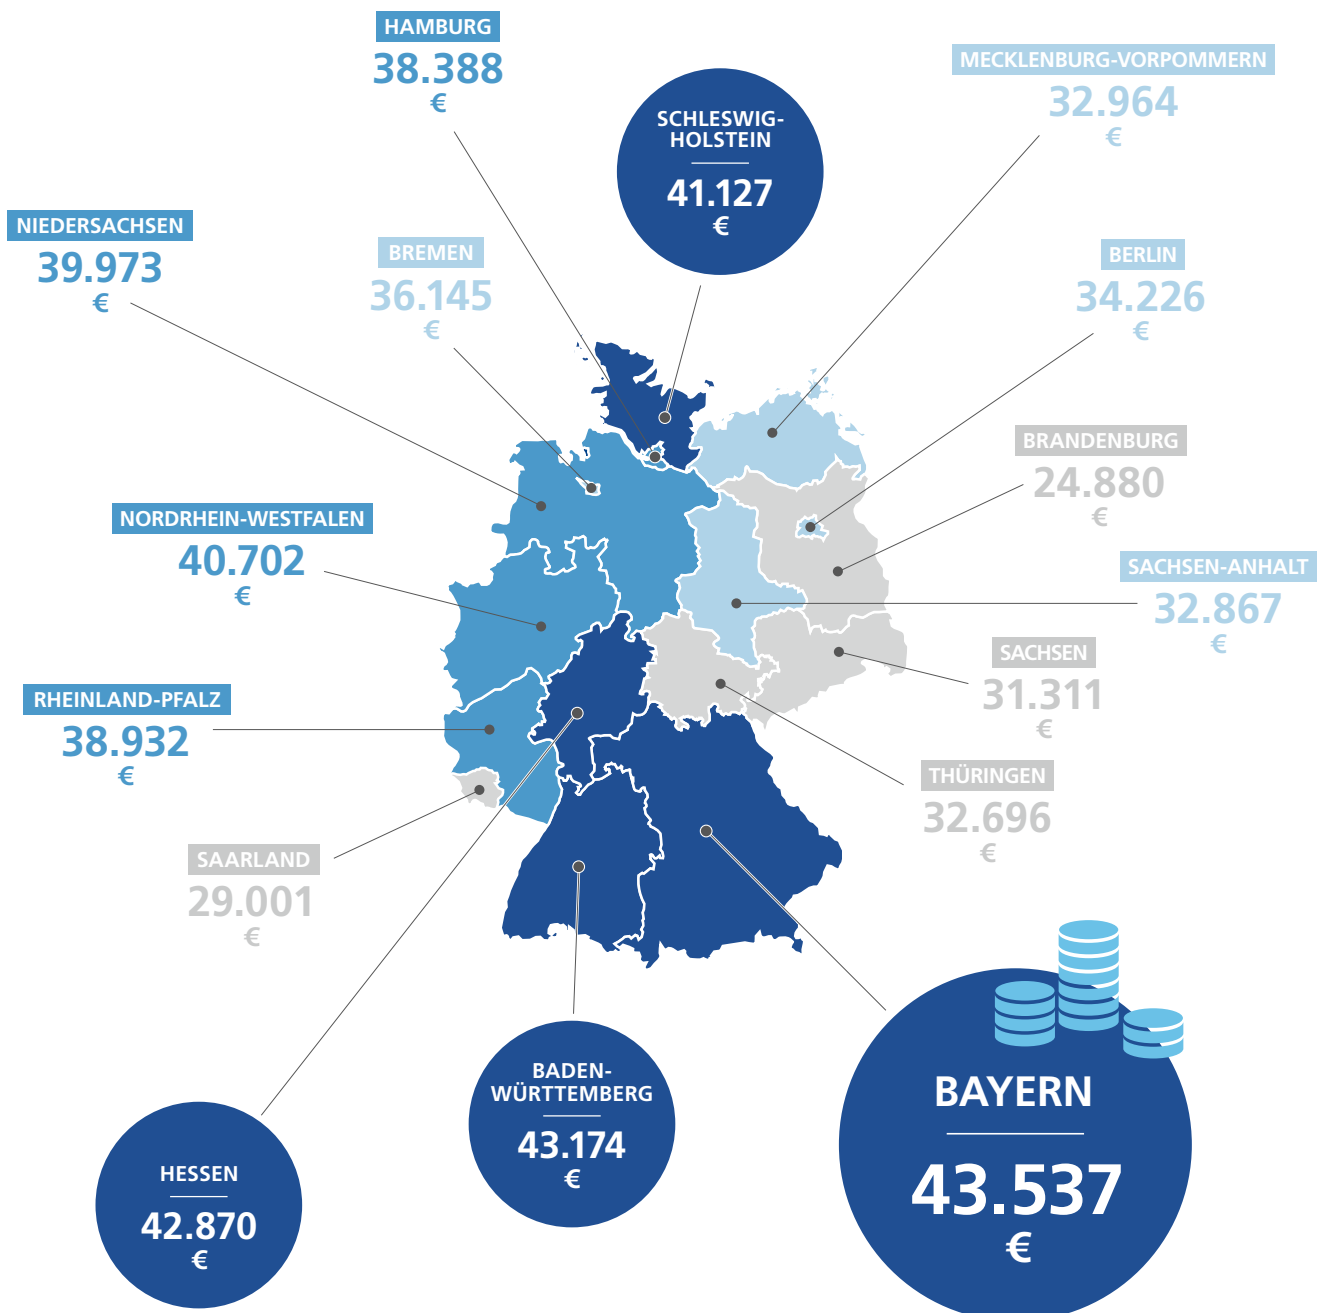 HAMBURG
38.388
€
MECKLENBURG-VORPOMMERN
32.964
€
SCHLESWIG-
HOLSTEIN
41.127
€
NIEDERSACHSEN
39.973
€
BREMEN
36.145
€
BERLIN
34.226
€
BRANDENBURG
24.880
€
NORDRHEIN-WESTFALEN
40.702
€
SACHSEN-ANHALT
32.867
€
SACHSEN
31.311
€
RHEINLAND-PFALZ
38.932
€
THÜRINGEN
32.696
€
SAARLAND
29.001
€
BADEN-
WÜRTTEMBERG
43.174
€
BAYERN
43.537
€
HESSEN
42.870
€